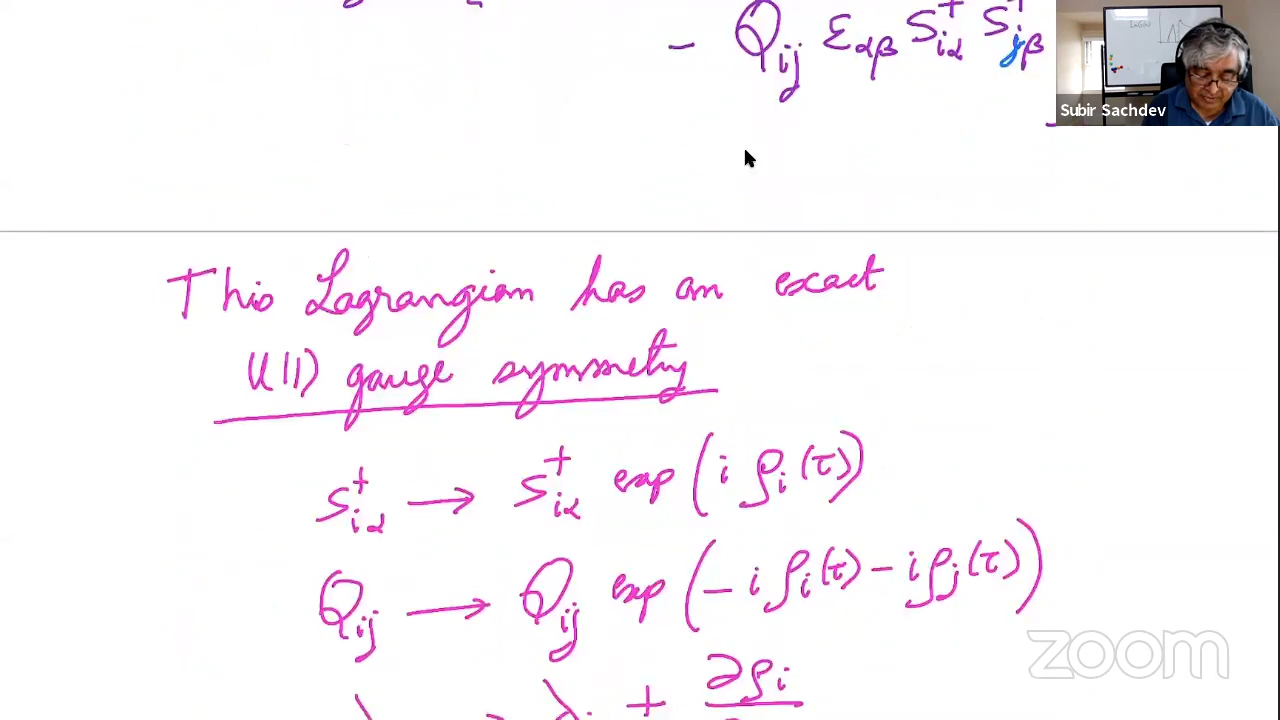 − Q_ij ε_αβ S†_iα S†_jβ
Subir Sachdev
This Lagrangian has an exact
U(1) gauge symmetry
S†_iα → S†_iα exp(i ρ_i(τ))
Q_ij → Q_ij exp(−i ρ_i(τ) − i ρ_j(τ))
+ ∂ρ_i
zoom